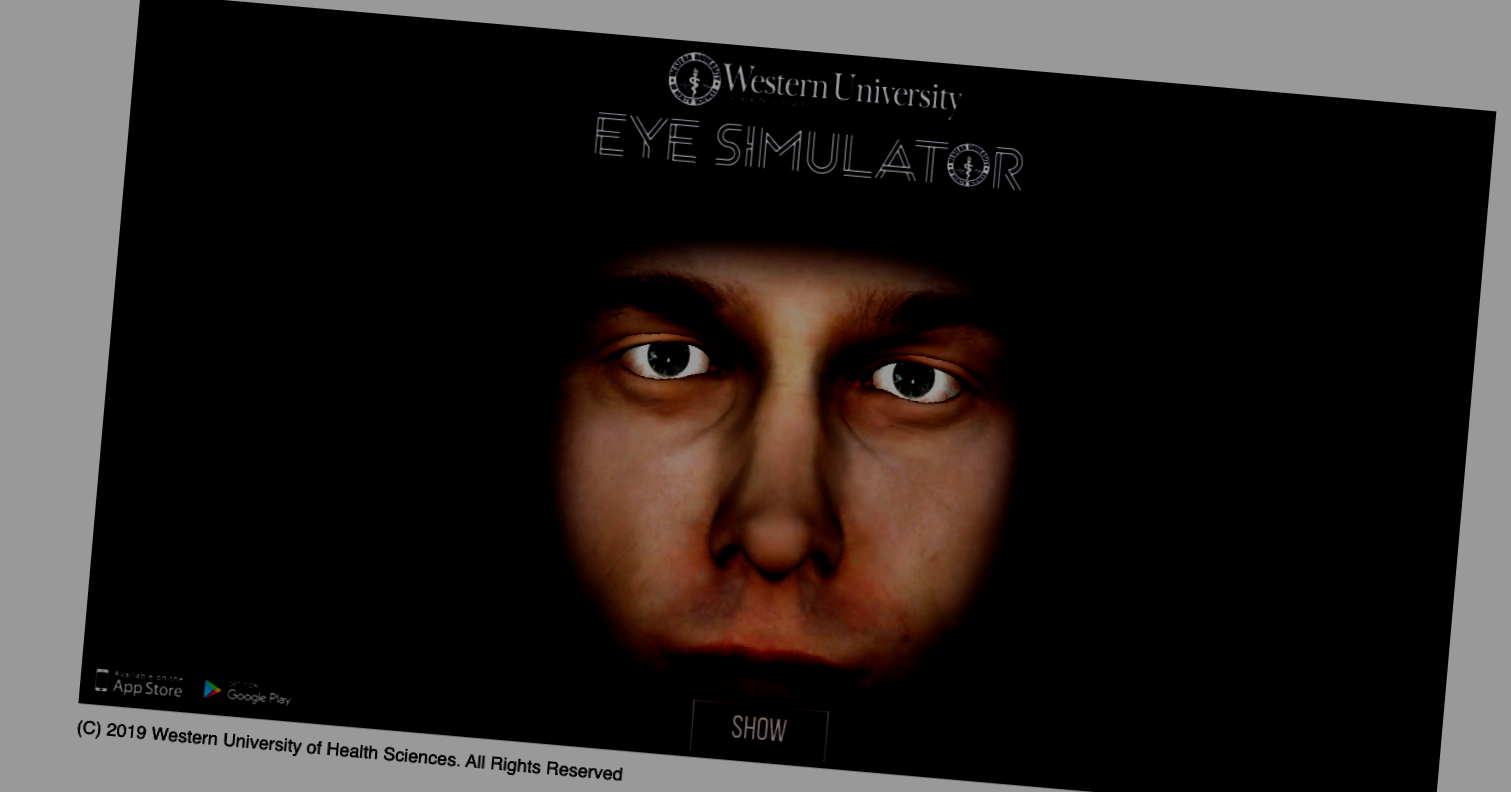 Western University
EYE SIMULATOR
Available on the
App Store
GET IT ON
Google Play
SHOW
(C) 2019 Western University of Health Sciences. All Rights Reserved